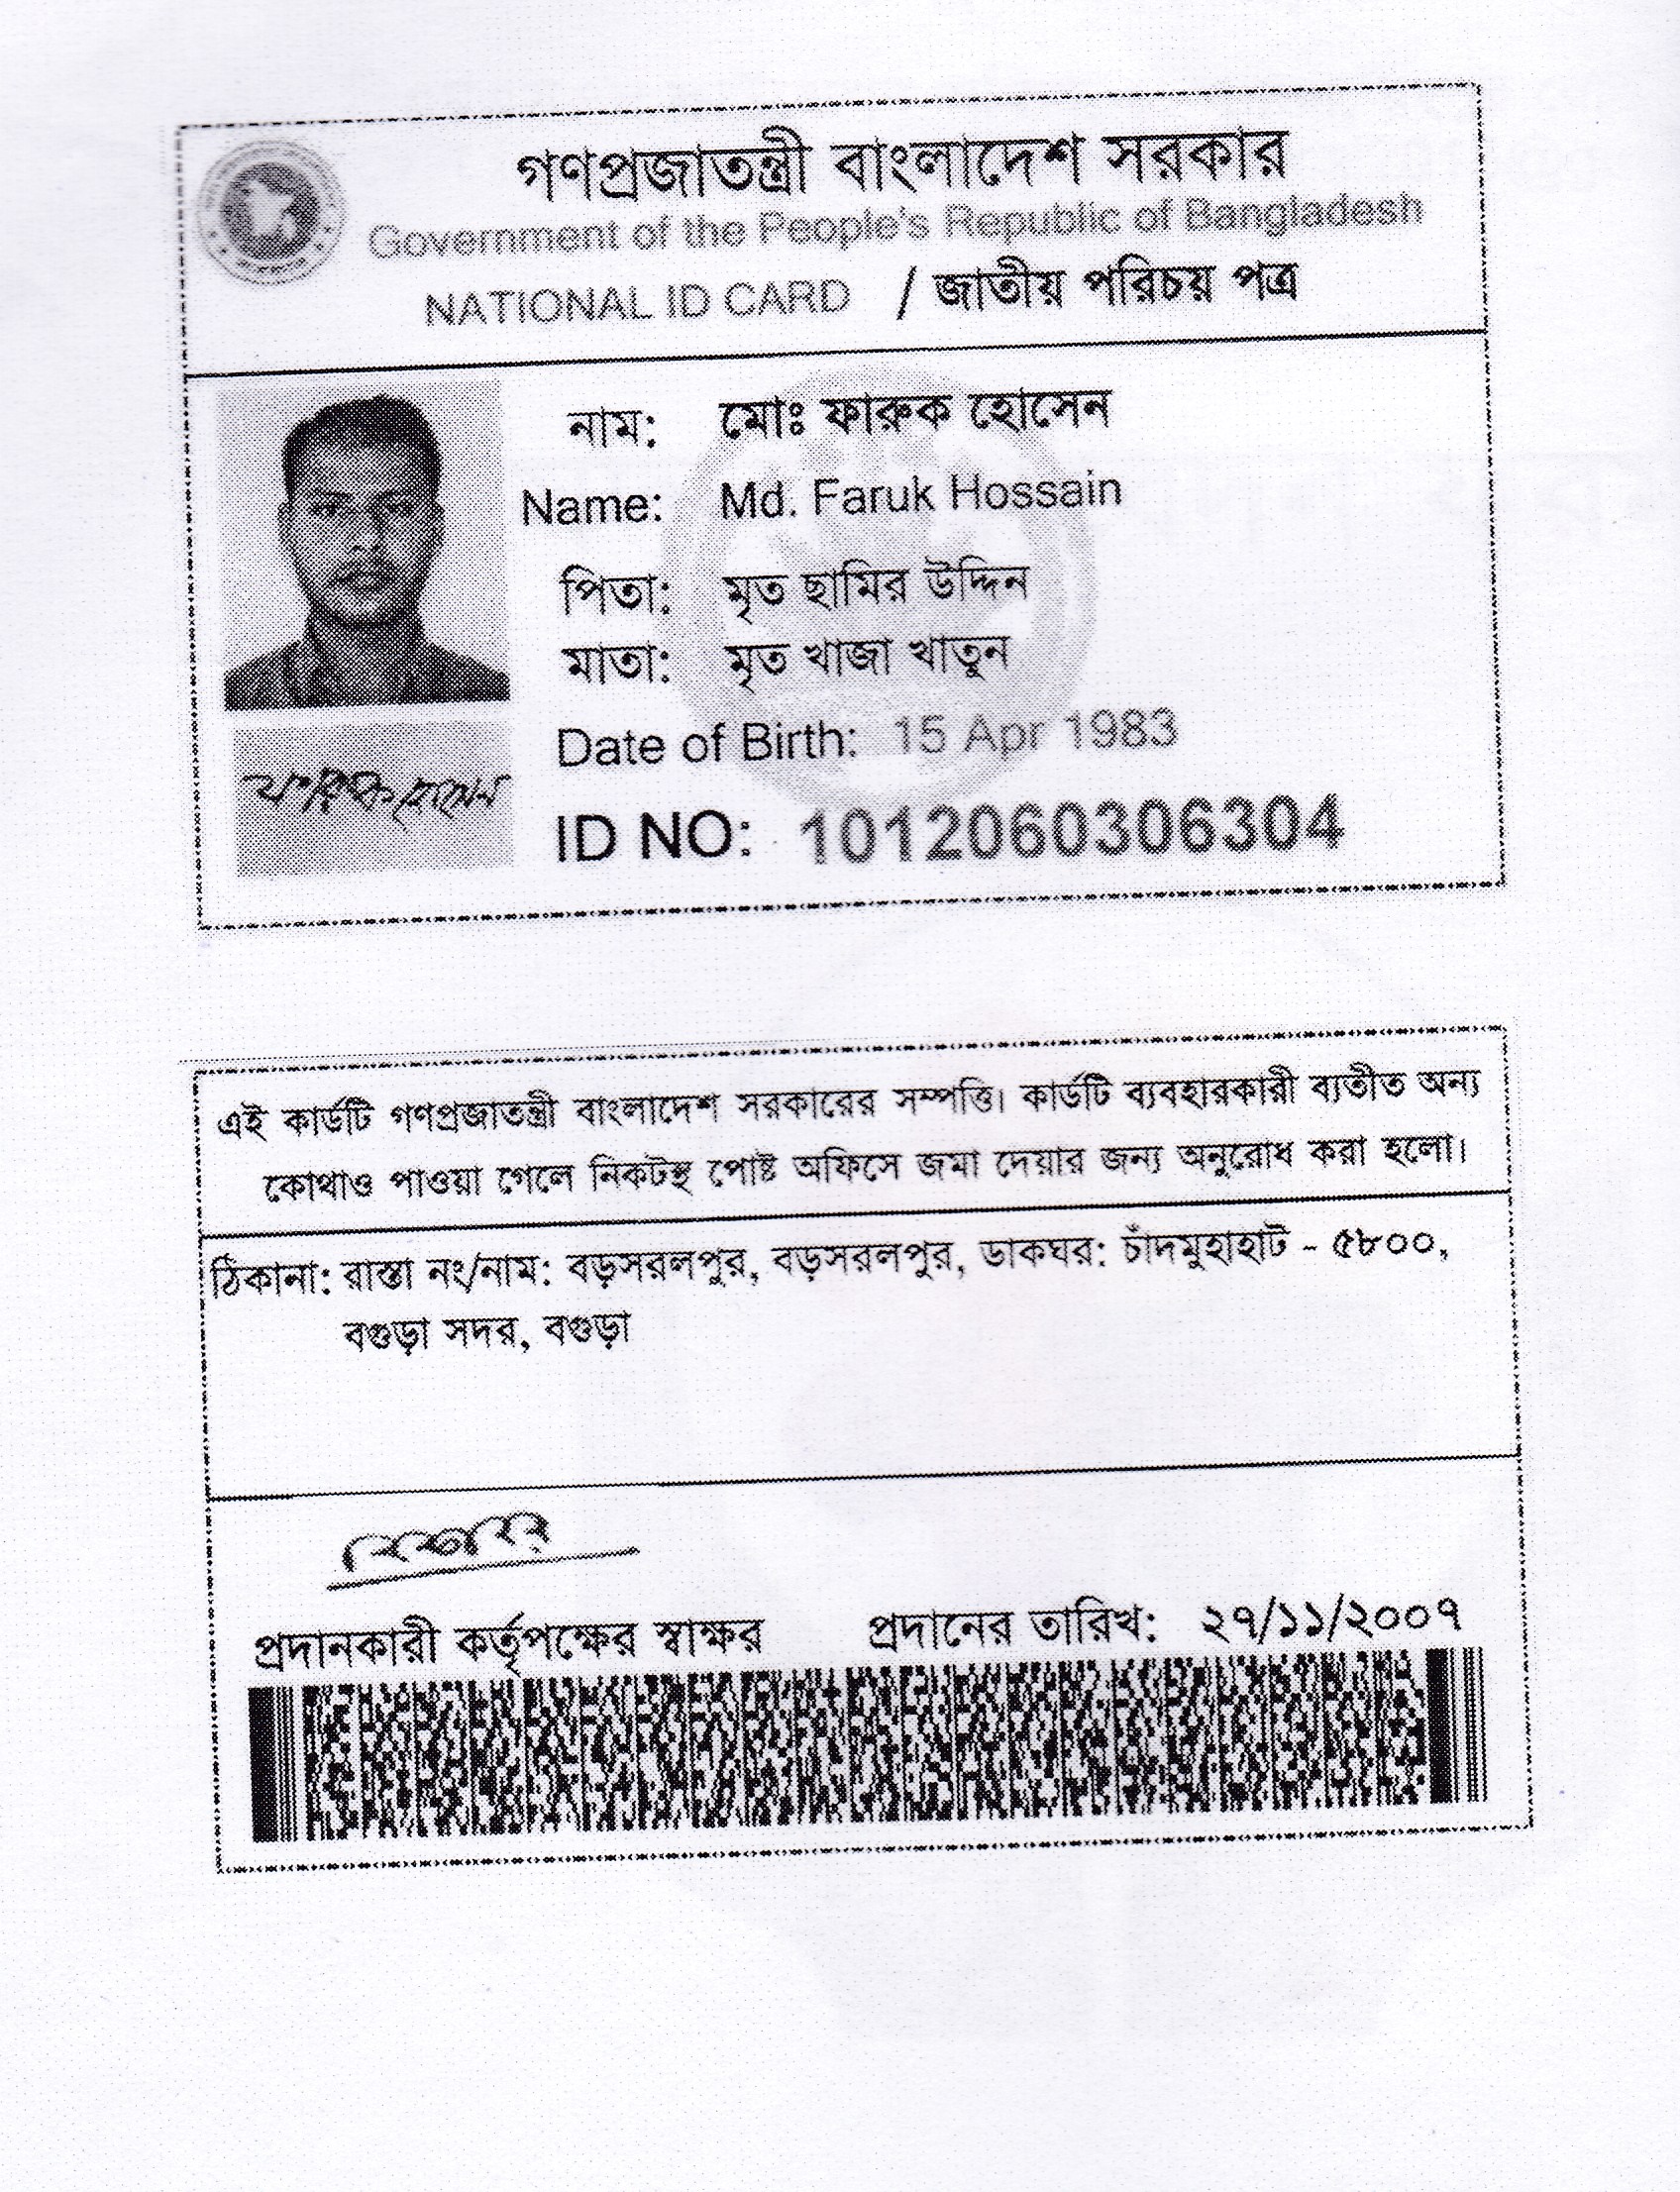 গণপ্রজাতন্ত্রী বাংলাদেশ সরকার
Government of the People's Republic of Bangladesh
NATIONAL ID CARD / জাতীয় পরিচয় পত্র
নাম: মোঃ ফারুক হোসেন
Name: Md. Faruk Hossain
পিতা: মৃত ছামির উদ্দিন
মাতা: মৃত খাজা খাতুন
Date of Birth: 15 Apr 1983
ID NO: 1012060306304
এই কার্ডটি গণপ্রজাতন্ত্রী বাংলাদেশ সরকারের সম্পত্তি। কার্ডটি ব্যবহারকারী ব্যতীত অন্য
কোথাও পাওয়া গেলে নিকটস্থ পোষ্ট অফিসে জমা দেয়ার জন্য অনুরোধ করা হলো।
ঠিকানা: রাস্তা নং/নাম: বড়সরলপুর, বড়সরলপুর, ডাকঘর: চাঁদমুহাহাট - ৫৮০০,
বগুড়া সদর, বগুড়া
প্রদানকারী কর্তৃপক্ষের স্বাক্ষর প্রদানের তারিখ: ২৭/১১/২০০৭